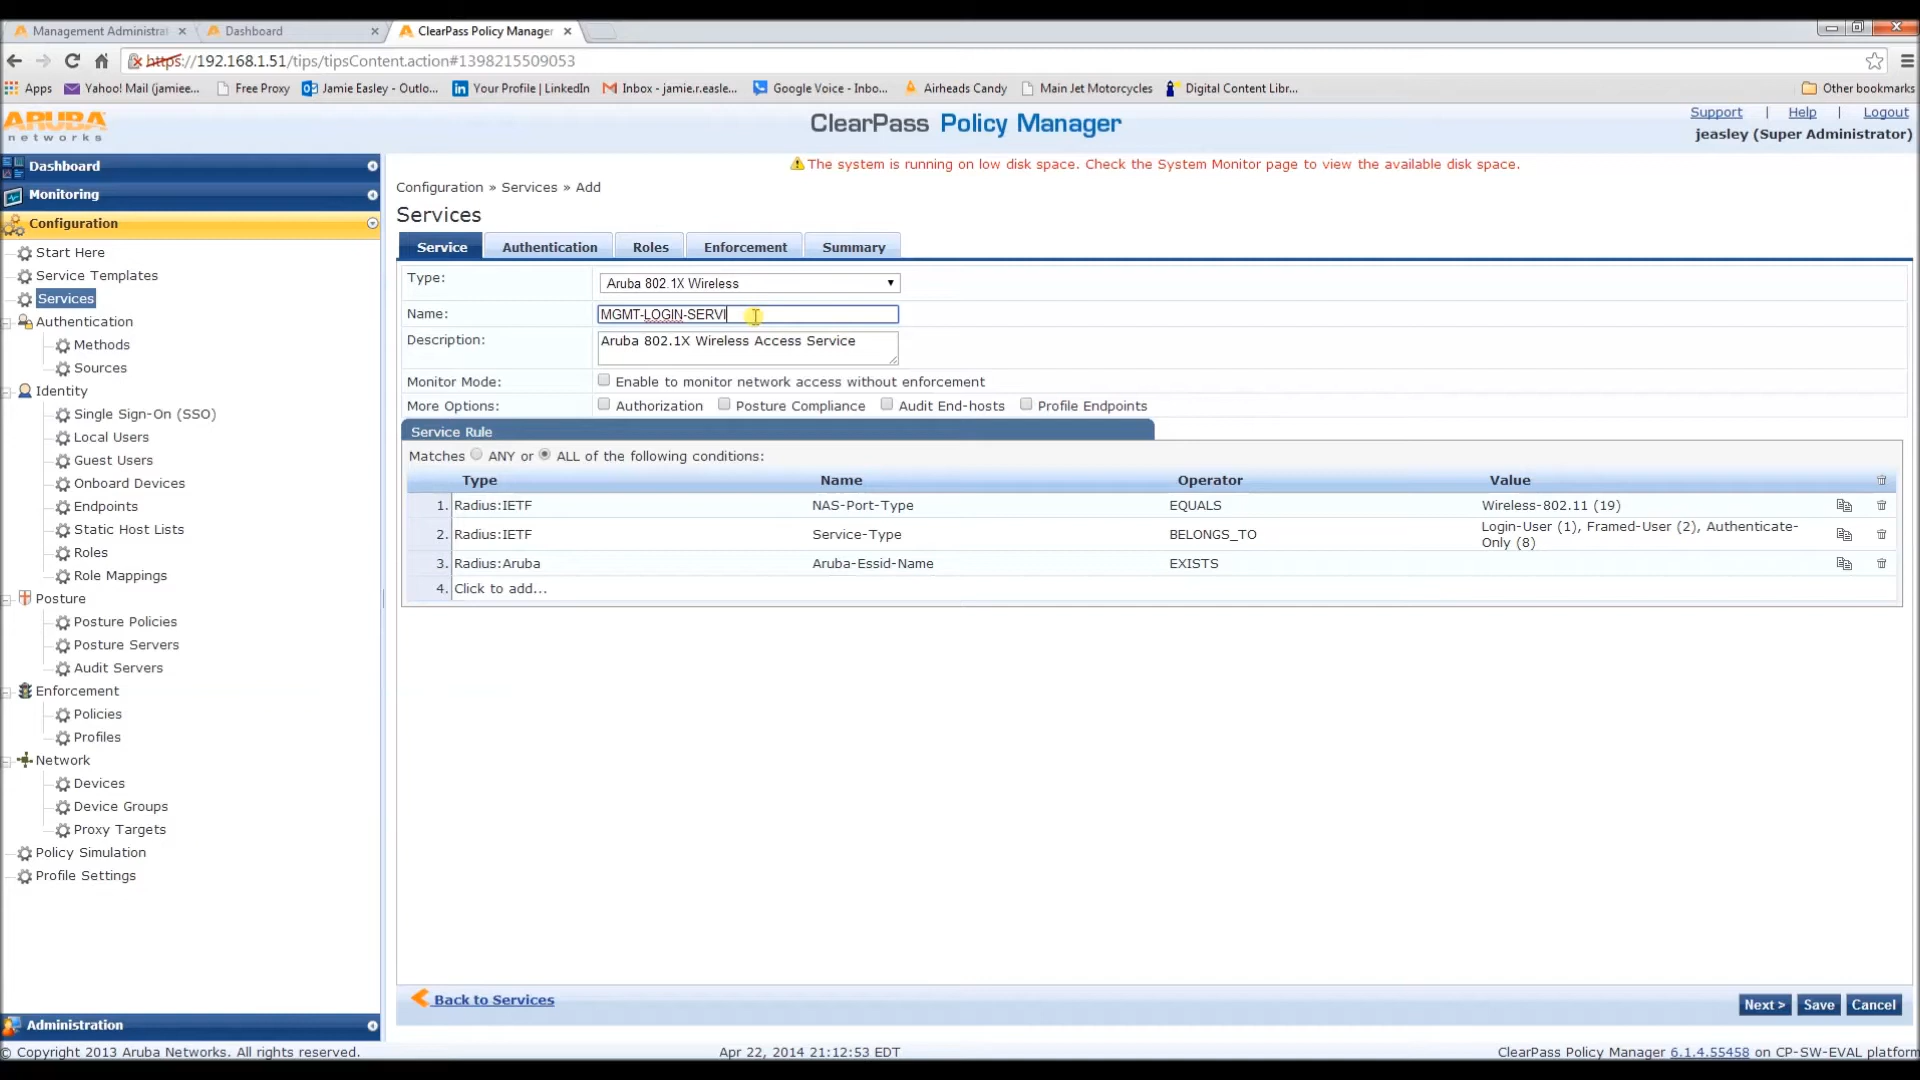 Management Administrat
Dashboard
ClearPass Policy Manager
https://192.168.1.51/tips/tipsContent.action#1398215509053
Apps
Yahoo! Mail (jamiee...
Free Proxy
Jamie Easley - Outlo...
Your Profile | LinkedIn
Inbox - jamie.r.easle...
Google Voice - Inbo...
Airheads Candy
Main Jet Motorcycles
Digital Content Libr...
Other bookmarks
ARUBA
networks
ClearPass Policy Manager
Support | Help | Logout
jeasley (Super Administrator)
The system is running on low disk space. Check the System Monitor page to view the available disk space.
Dashboard
Monitoring
Configuration
Start Here
Service Templates
Services
Authentication
Methods
Sources
Identity
Single Sign-On (SSO)
Local Users
Guest Users
Onboard Devices
Endpoints
Static Host Lists
Roles
Role Mappings
Posture
Posture Policies
Posture Servers
Audit Servers
Enforcement
Policies
Profiles
Network
Devices
Device Groups
Proxy Targets
Policy Simulation
Profile Settings
Administration
Configuration » Services » Add
Services
Service Authentication Roles Enforcement Summary
Type: Aruba 802.1X Wireless
Name: MGMT-LOGIN-SERVI
Description: Aruba 802.1X Wireless Access Service
Monitor Mode: Enable to monitor network access without enforcement
More Options: Authorization Posture Compliance Audit End-hosts Profile Endpoints
Service Rule
Matches ANY or ALL of the following conditions:
Type Name Operator Value
1. Radius:IETF NAS-Port-Type EQUALS Wireless-802.11 (19)
2. Radius:IETF Service-Type BELONGS_TO Login-User (1), Framed-User (2), Authenticate-
Only (8)
3. Radius:Aruba Aruba-Essid-Name EXISTS
4. Click to add...
Back to Services
Next > Save Cancel
© Copyright 2013 Aruba Networks. All rights reserved.
Apr 22, 2014 21:12:53 EDT
ClearPass Policy Manager 6.1.4.55458 on CP-SW-EVAL platform